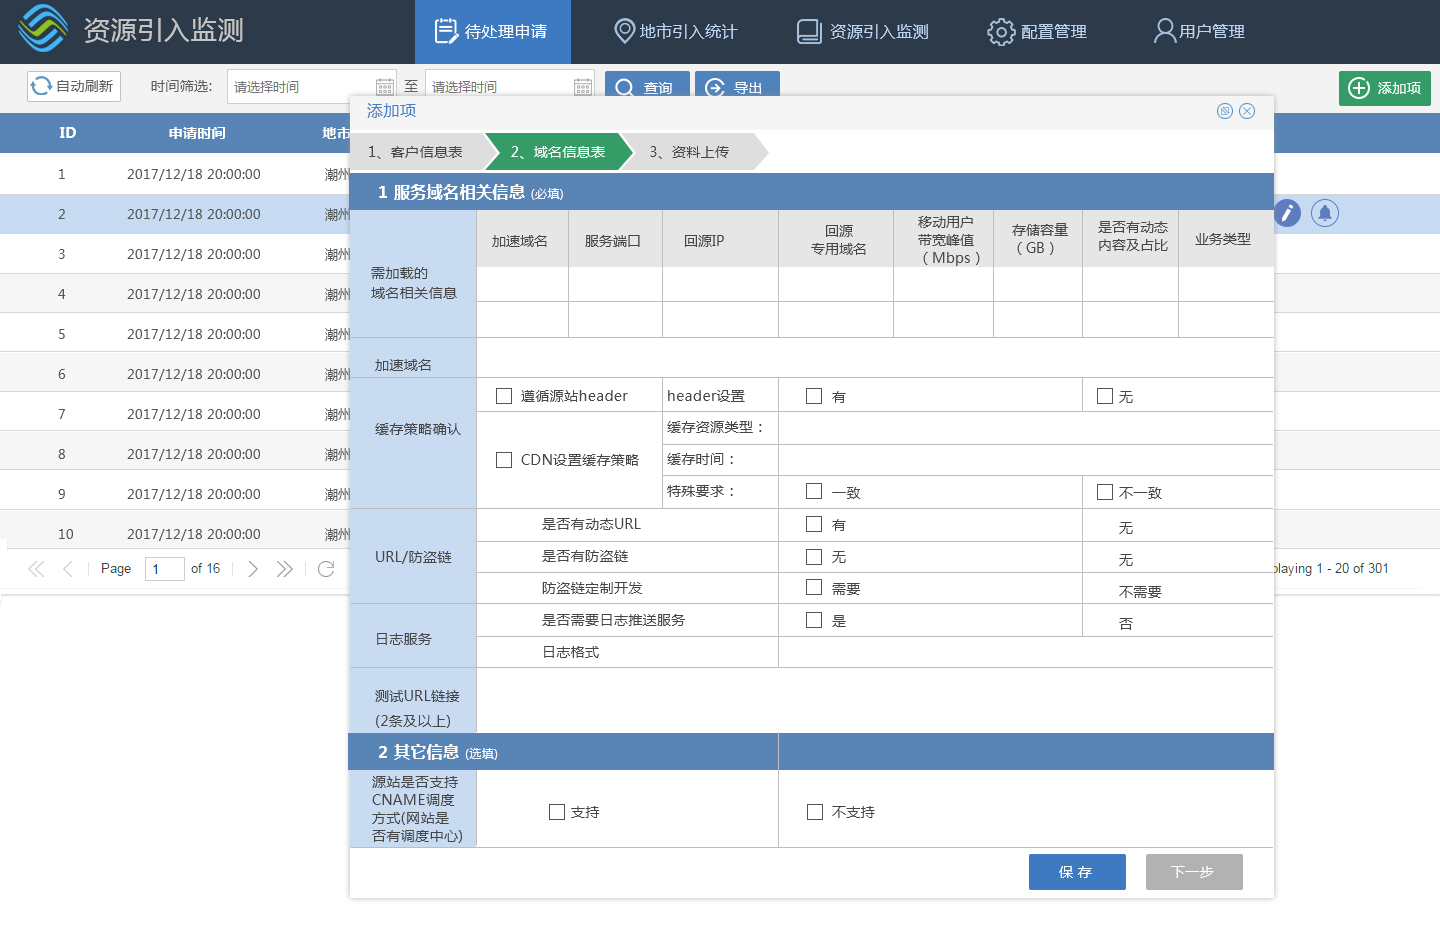 资源引入监测
待处理申请
地市引入统计
资源引入监测
配置管理
用户管理
自动刷新
时间筛选:
请选择时间
至
请选择时间
查询
导出
添加项
ID 申请时间 地市
1 2017/12/18 20:00:00 潮州
2 2017/12/18 20:00:00 潮州
3 2017/12/18 20:00:00 潮州
4 2017/12/18 20:00:00 潮州
5 2017/12/18 20:00:00 潮州
6 2017/12/18 20:00:00 潮州
7 2017/12/18 20:00:00 潮州
8 2017/12/18 20:00:00 潮州
9 2017/12/18 20:00:00 潮州
10 2017/12/18 20:00:00 潮州
Page 1 of 16
playing 1 - 20 of 301
添加项
1、客户信息表
2、域名信息表
3、资料上传
1 服务域名相关信息 (必填)
需加载的
域名相关信息
加速域名
服务端口
回源IP
回源
专用域名
移动用户
带宽峰值
（Mbps）
存储容量
（GB）
是否有动态
内容及占比
业务类型
加速域名
缓存策略确认
遵循源站header
header设置
有
无
CDN设置缓存策略
缓存资源类型：
缓存时间：
特殊要求：
一致
不一致
URL/防盗链
是否有动态URL
有
无
是否有防盗链
无
无
防盗链定制开发
需要
不需要
日志服务
是否需要日志推送服务
是
否
日志格式
测试URL链接
(2条及以上)
2 其它信息 (选填)
源站是否支持
CNAME调度
方式(网站是
否有调度中心)
支持
不支持
保 存
下一步